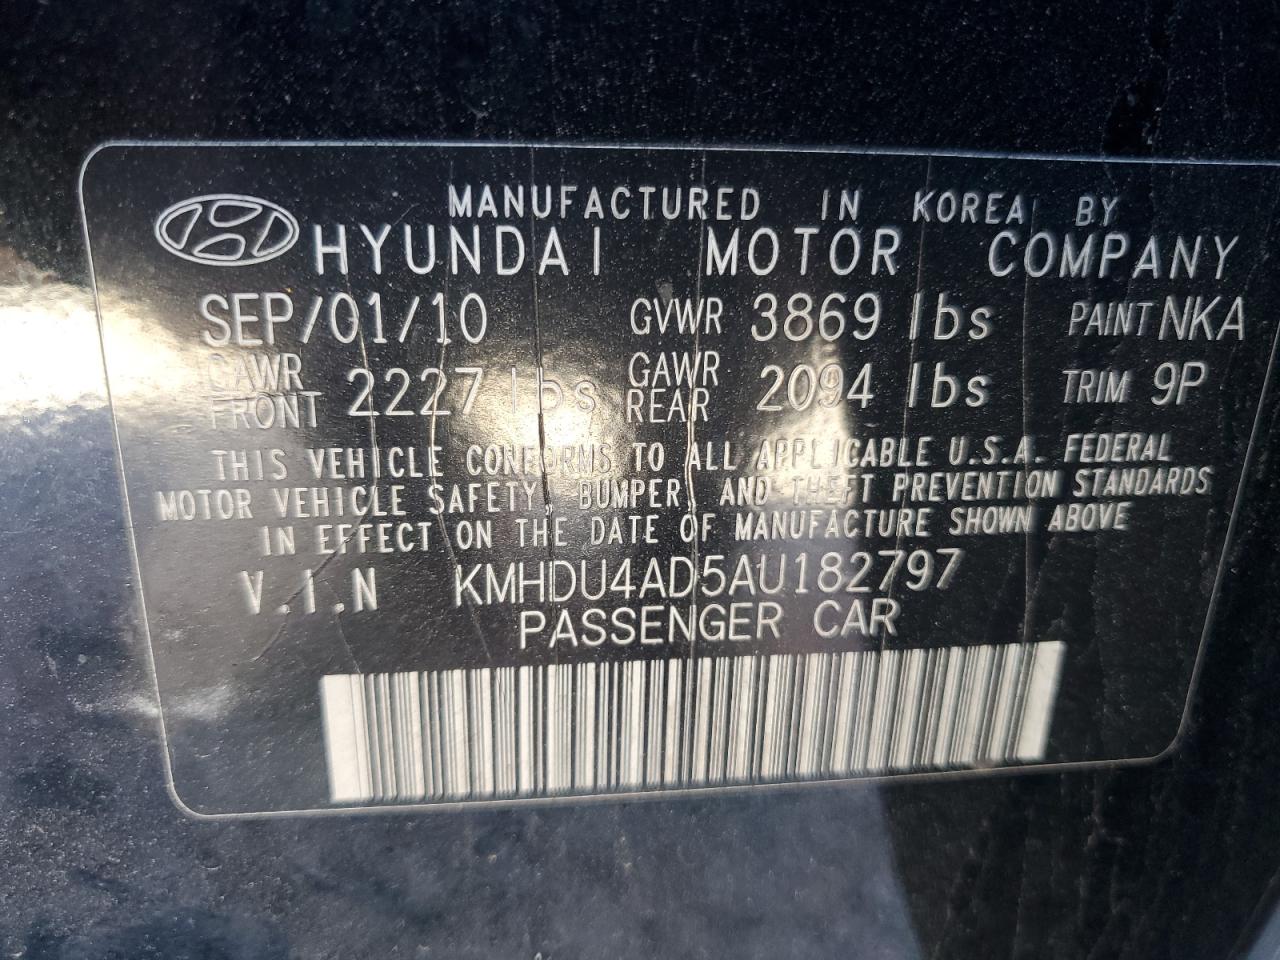 MANUFACTURED IN KOREA BY
HYUNDAI MOTOR COMPANY
SEP/01/10 GVWR 3869 lbs PAINT NKA
GAWR FRONT 2227 lbs GAWR REAR 2094 lbs TRIM 9P
THIS VEHICLE CONFORMS TO ALL APPLICABLE U.S.A. FEDERAL
MOTOR VEHICLE SAFETY, BUMPER, AND THEFT PREVENTION STANDARDS
IN EFFECT ON THE DATE OF MANUFACTURE SHOWN ABOVE
V.I.N KMHDU4AD5AU182797
PASSENGER CAR